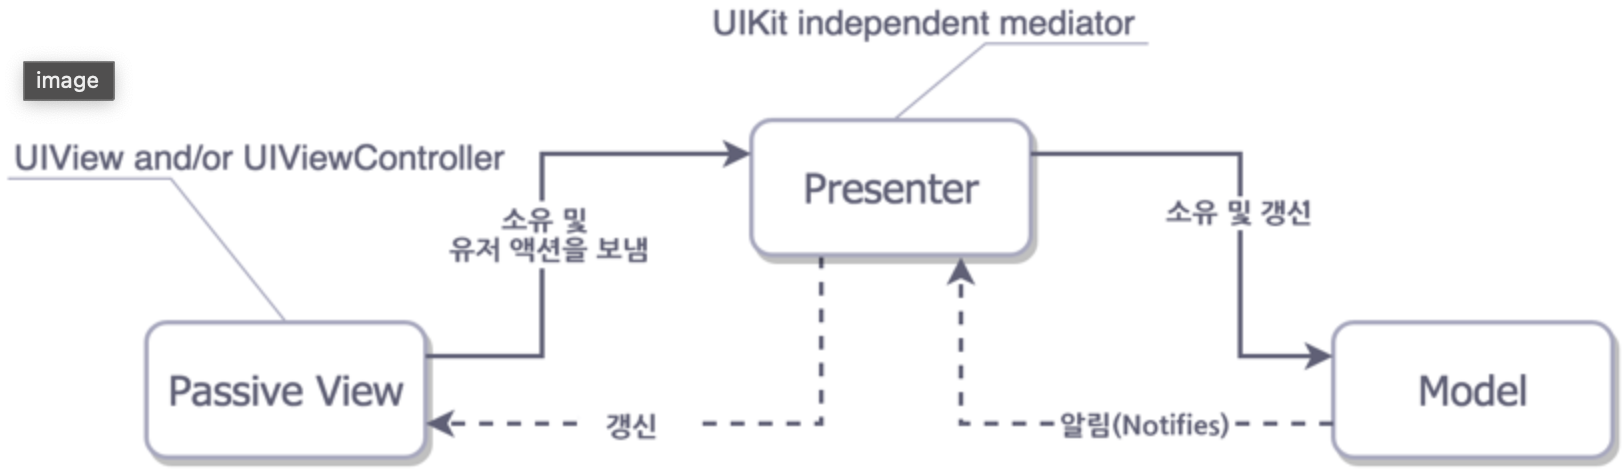 UIKit independent mediator
image
UIView and/or UIViewController
Presenter
소유 및
유저 액션을 보냄
소유 및 갱신
Passive View
갱신
알림(Notifies)
Model